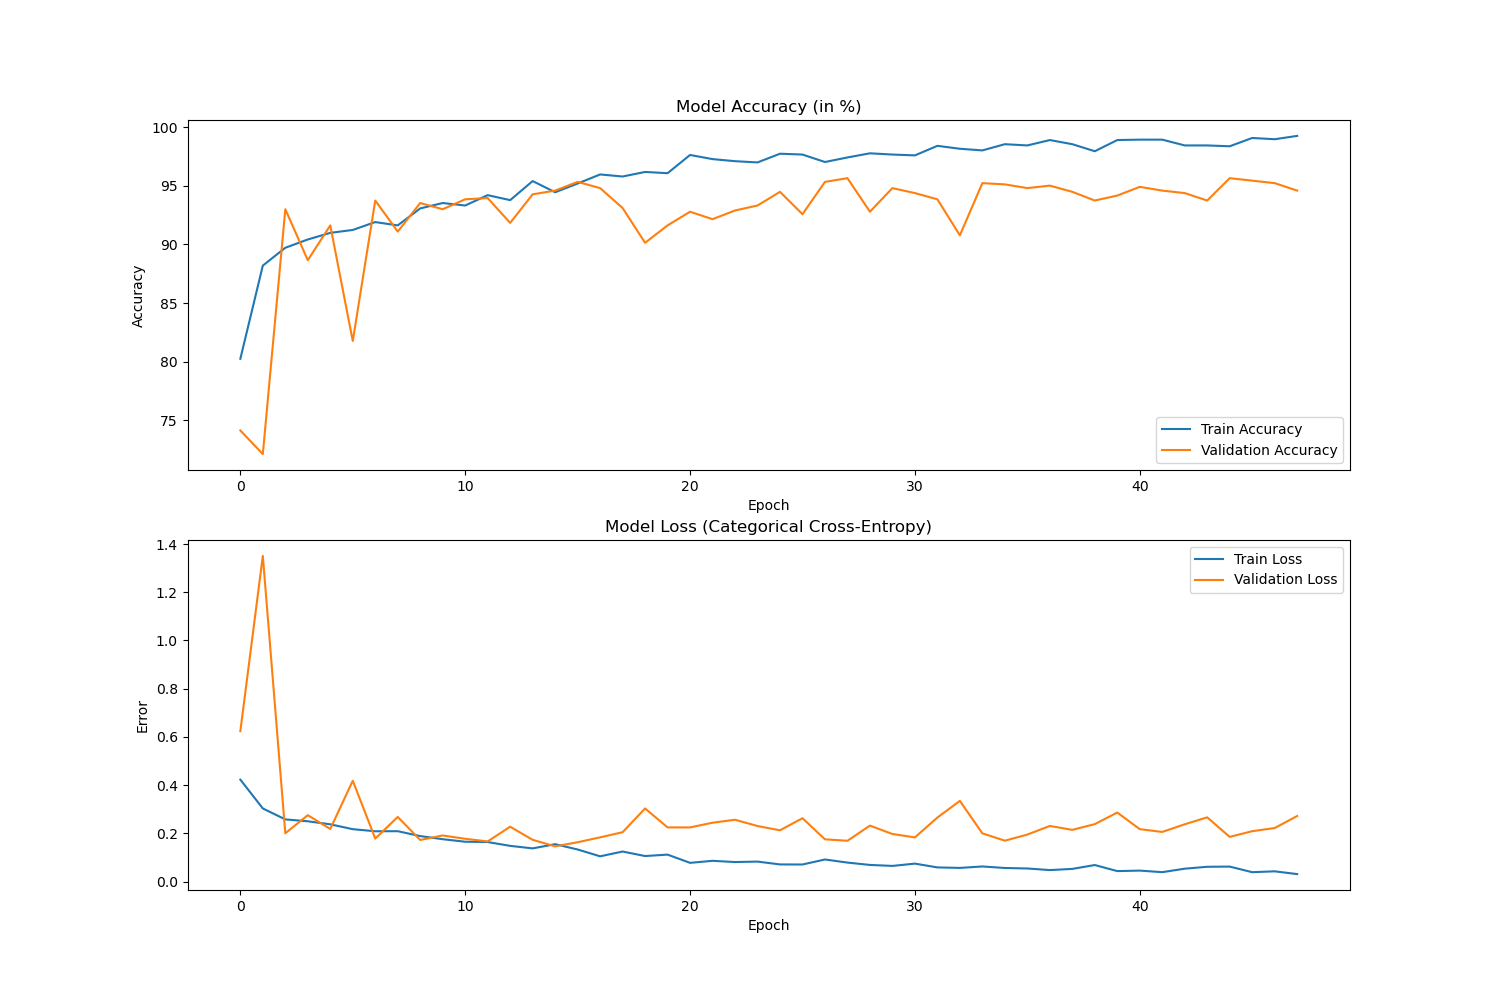 Model Accuracy (in %)
100
95
90
85
80
75
Accuracy
Train Accuracy
Validation Accuracy
0 10 20 30 40
Epoch
Model Loss (Categorical Cross-Entropy)
1.4
1.2
1.0
0.8
0.6
0.4
0.2
0.0
Error
Train Loss
Validation Loss
0 10 20 30 40
Epoch